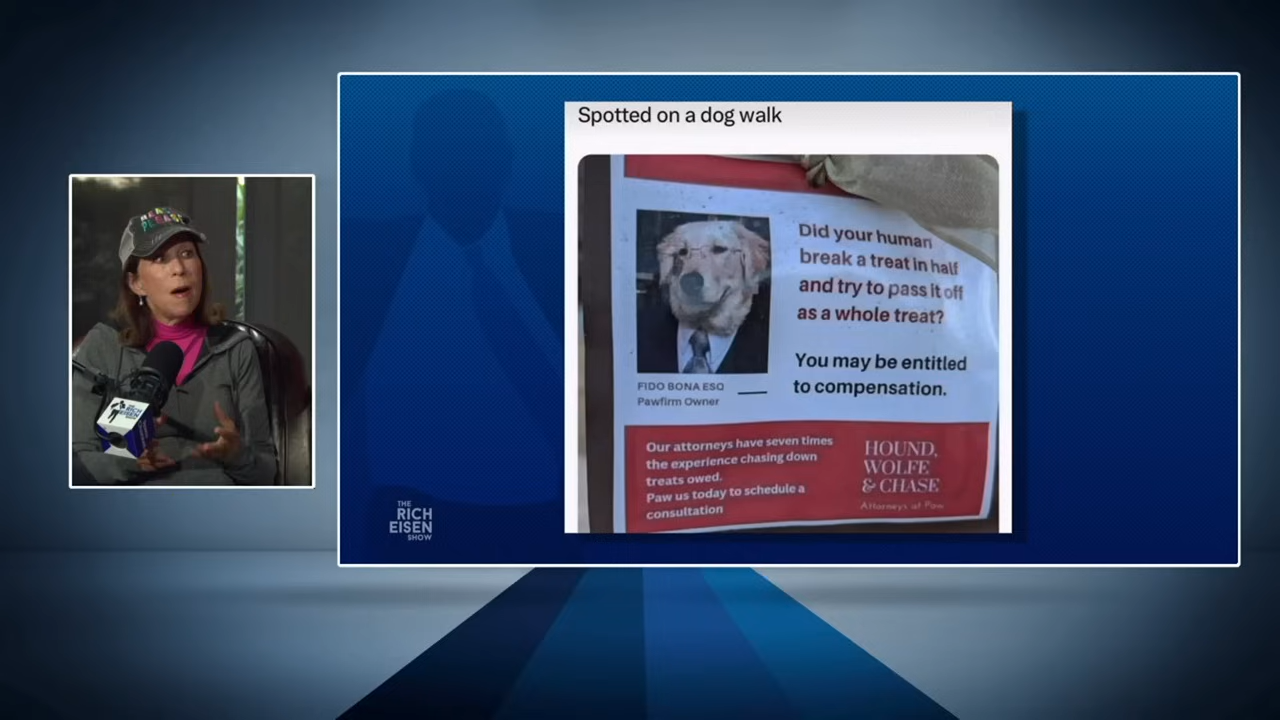 Spotted on a dog walk
Did your human
break a treat in half
and try to pass it off
as a whole treat?
You may be entitled
to compensation.
FIDO BONA ESQ
Pawfirm Owner
Our attorneys have seven times
the experience chasing down
treats owed.
Paw us today to schedule a
consultation
HOUND,
WOLFE
& CHASE
Attorneys at Paw
THE
RICH
EISEN
SHOW
RICH
EISEN